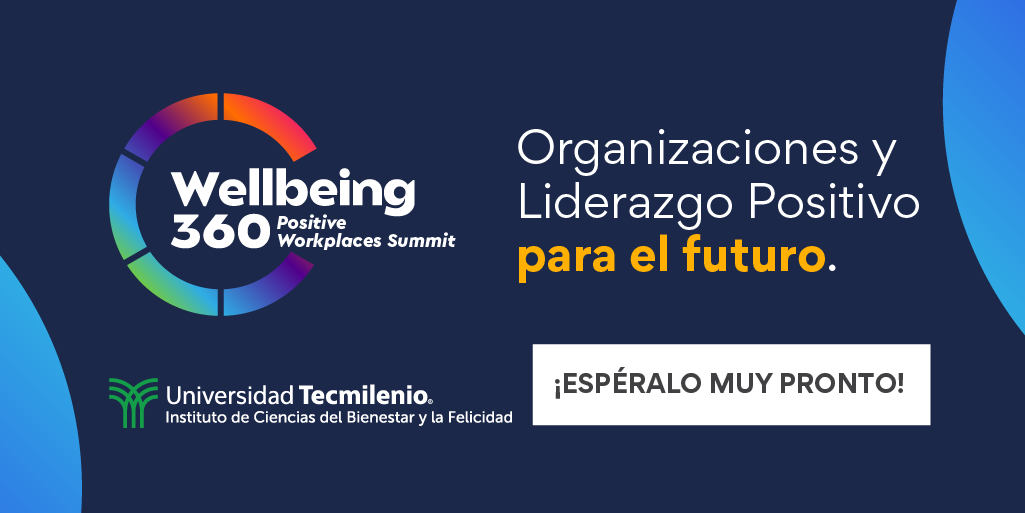 Wellbeing
360 Positive
Workplaces Summit
Organizaciones y
Liderazgo Positivo
para el futuro.
Universidad Tecmilenio®
Instituto de Ciencias del Bienestar y la Felicidad
¡ESPÉRALO MUY PRONTO!